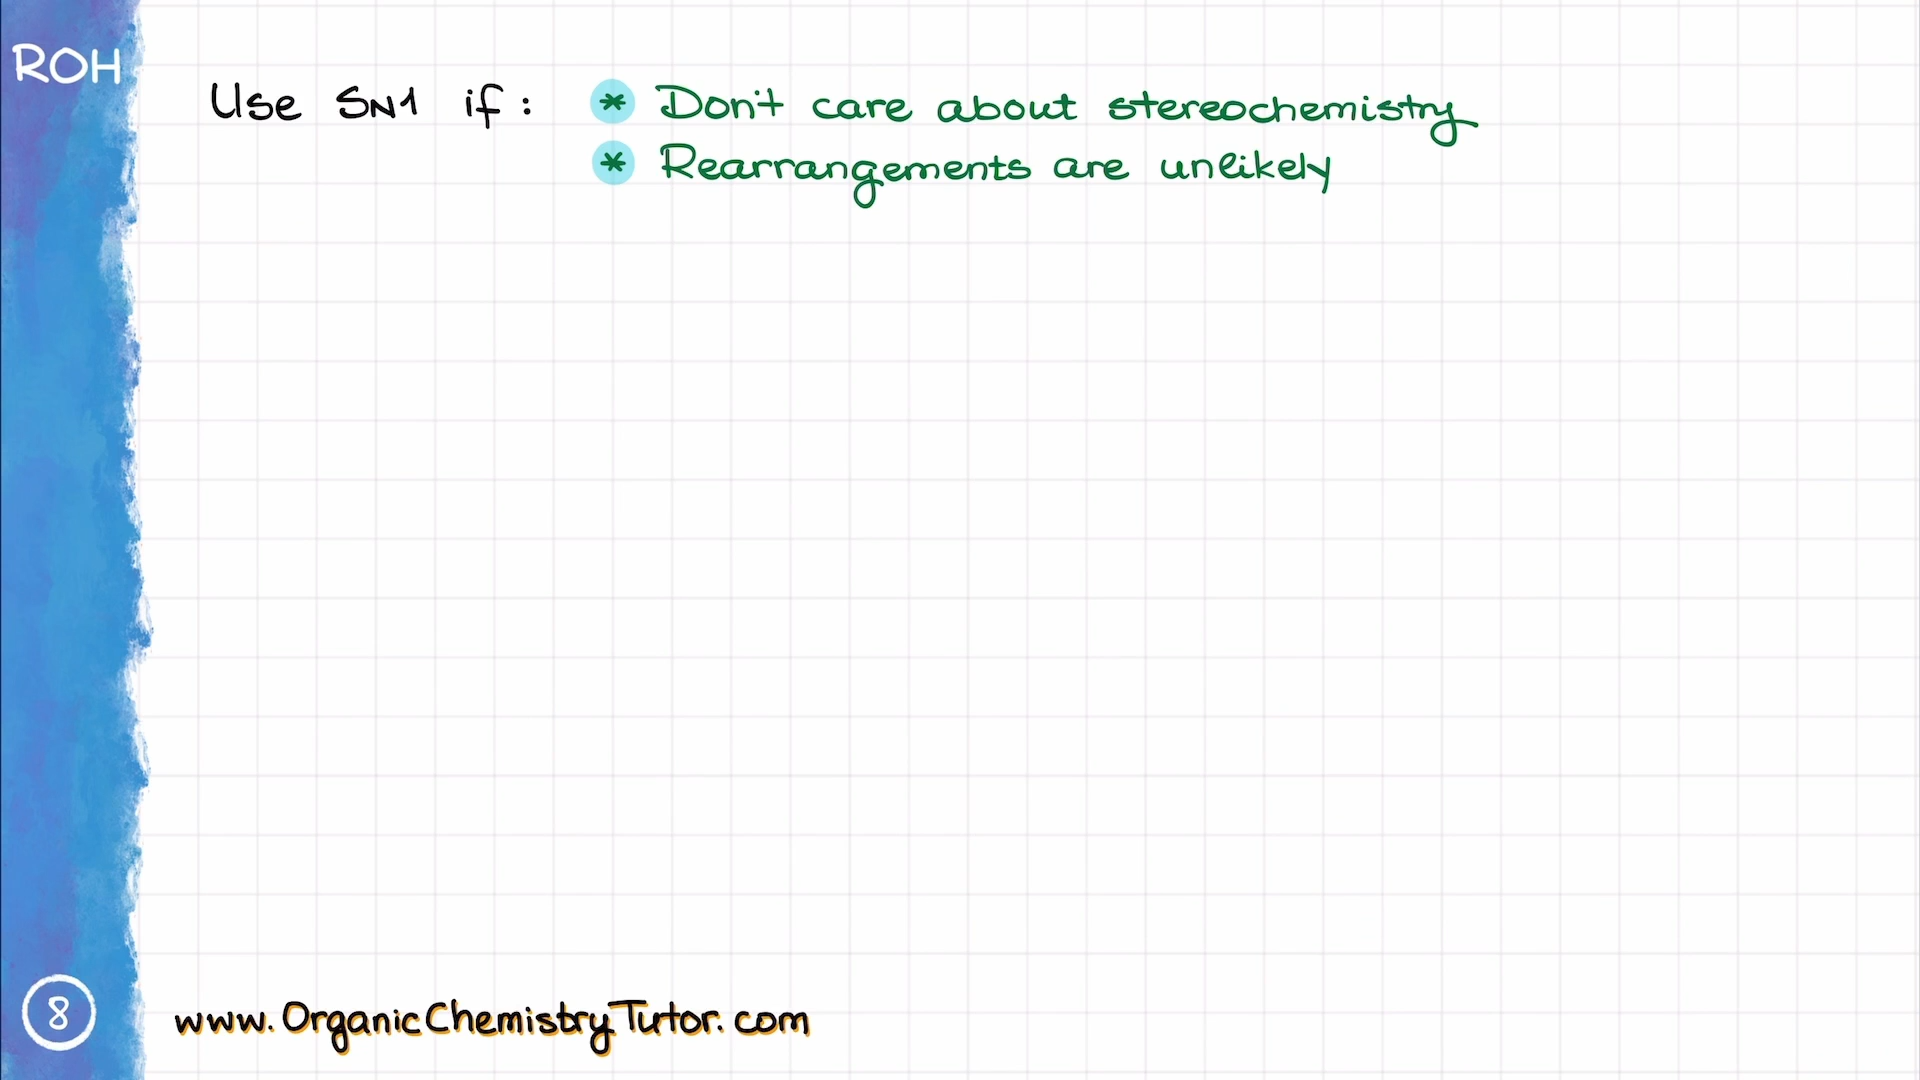 ROH
Use SN1 if: * Don't care about stereochemistry
* Rearrangements are unlikely
8
www.OrganicChemistryTutor.com